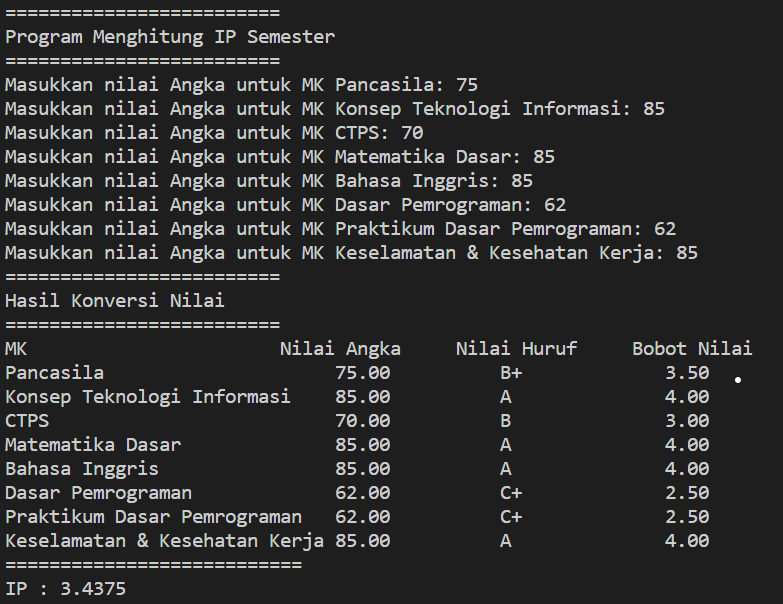 =========================
Program Menghitung IP Semester
=========================
Masukkan nilai Angka untuk MK Pancasila: 75
Masukkan nilai Angka untuk MK Konsep Teknologi Informasi: 85
Masukkan nilai Angka untuk MK CTPS: 70
Masukkan nilai Angka untuk MK Matematika Dasar: 85
Masukkan nilai Angka untuk MK Bahasa Inggris: 85
Masukkan nilai Angka untuk MK Dasar Pemrograman: 62
Masukkan nilai Angka untuk MK Praktikum Dasar Pemrograman: 62
Masukkan nilai Angka untuk MK Keselamatan & Kesehatan Kerja: 85
=========================
Hasil Konversi Nilai
=========================
MK                       Nilai Angka     Nilai Huruf     Bobot Nilai
Pancasila                     75.00          B+             3.50
Konsep Teknologi Informasi    85.00          A              4.00
CTPS                          70.00          B              3.00
Matematika Dasar              85.00          A              4.00
Bahasa Inggris                85.00          A              4.00
Dasar Pemrograman             62.00          C+             2.50
Praktikum Dasar Pemrograman   62.00          C+             2.50
Keselamatan & Kesehatan Kerja 85.00          A              4.00
===========================
IP : 3.4375